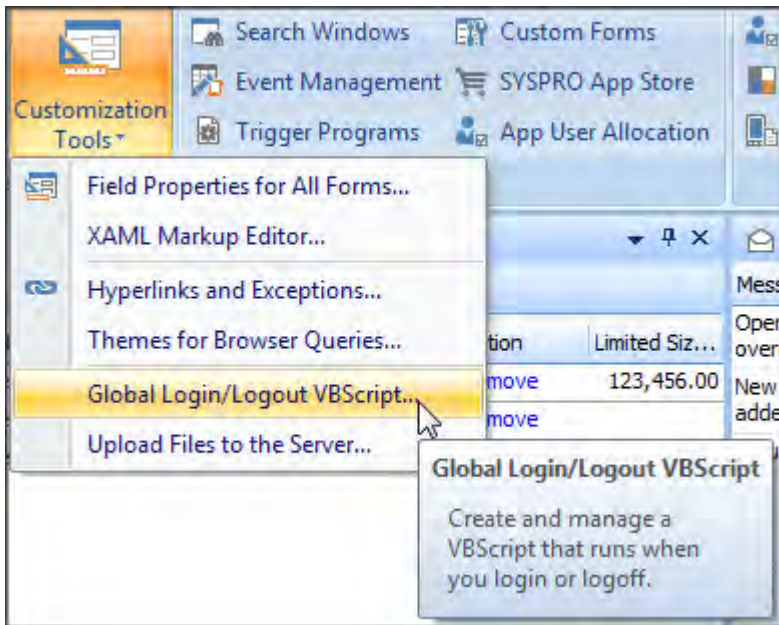 Customization
Tools
Search Windows
Custom Forms
Event Management
SYSPRO App Store
Trigger Programs
App User Allocation
Field Properties for All Forms...
XAML Markup Editor...
Hyperlinks and Exceptions...
Themes for Browser Queries...
Global Login/Logout VBScript...
Upload Files to the Server...
Limited Siz...
123,456.00
New
over
Global Login/Logout VBScript
Create and manage a
VBScript that runs when
you login or logoff.